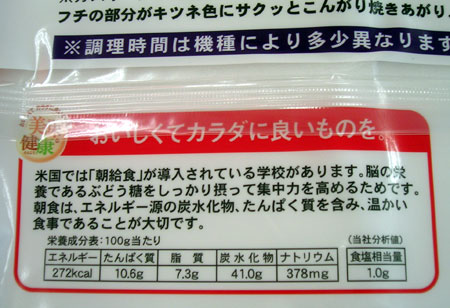 フチの部分がキツネ色にサクッとこんがり焼きあがり、
※調理時間は機種により多少異なります
美
健康
おいしくてカラダに良いものを。
米国では「朝給食」が導入されている学校があります。脳の栄
養であるぶどう糖をしっかり摂って集中力を高めるためです。
朝食は、エネルギー源の炭水化物、たんぱく質を含み、温かい
食事であることが大切です。
栄養成分表:100g当たり (当社分析値)
エネルギー たんぱく質 脂質 炭水化物 ナトリウム 食塩相当量
272kcal 10.6g 7.3g 41.0g 378mg 1.0g